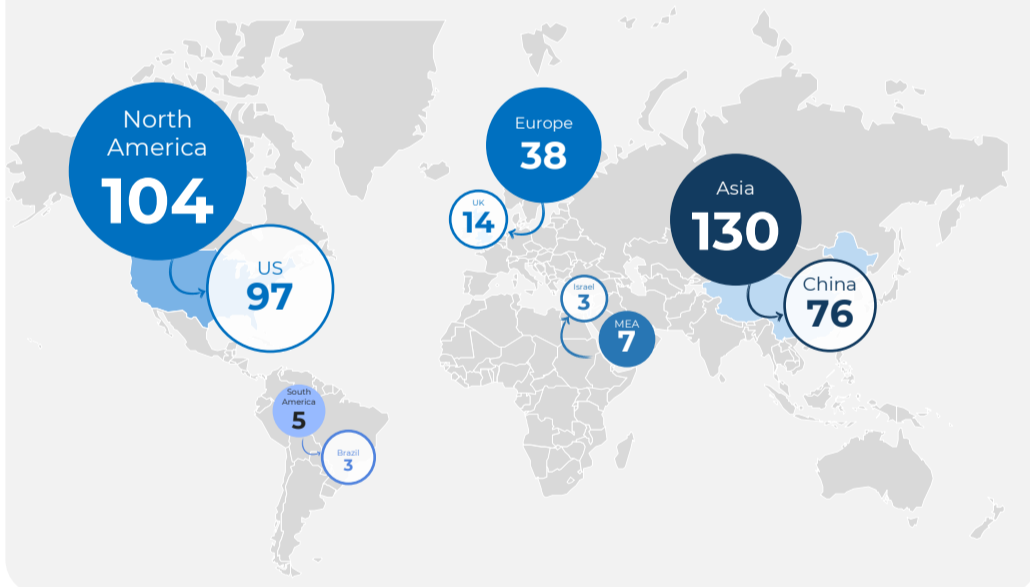 North
America
104
US
97
Europe
38
UK
14
Asia
130
China
76
Israel
3
MEA
7
South
America
5
Brazil
3